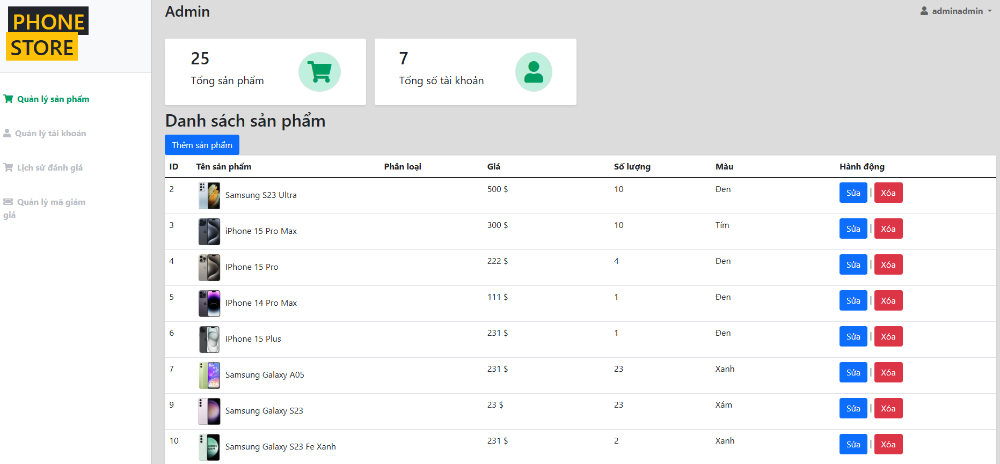 PHONE
STORE
Quản lý sản phẩm
Quản lý tài khoản
Lịch sử đánh giá
Quản lý mã giảm
giá
Admin
adminadmin
25
Tổng sản phẩm
7
Tổng số tài khoản
Danh sách sản phẩm
Thêm sản phẩm
ID Tên sản phẩm Phân loại Giá Số lượng Màu Hành động
2 Samsung S23 Ultra 500 $ 10 Đen Sửa | Xóa
3 iPhone 15 Pro Max 300 $ 10 Tím Sửa | Xóa
4 IPhone 15 Pro 222 $ 4 Đen Sửa | Xóa
5 IPhone 14 Pro Max 111 $ 1 Đen Sửa | Xóa
6 IPhone 15 Plus 231 $ 1 Đen Sửa | Xóa
7 Samsung Galaxy A05 231 $ 23 Xanh Sửa | Xóa
9 Samsung Galaxy S23 23 $ 23 Xám Sửa | Xóa
10 Samsung Galaxy S23 Fe Xanh 231 $ 2 Xanh Sửa | Xóa